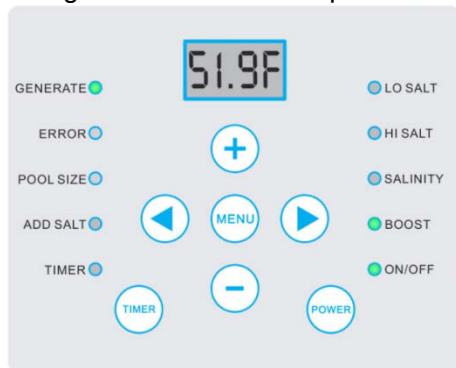 51.9F
GENERATE
LO SALT
ERROR
HI SALT
POOL SIZE
SALINITY
ADD SALT
MENU
BOOST
TIMER
ON/OFF
TIMER
POWER